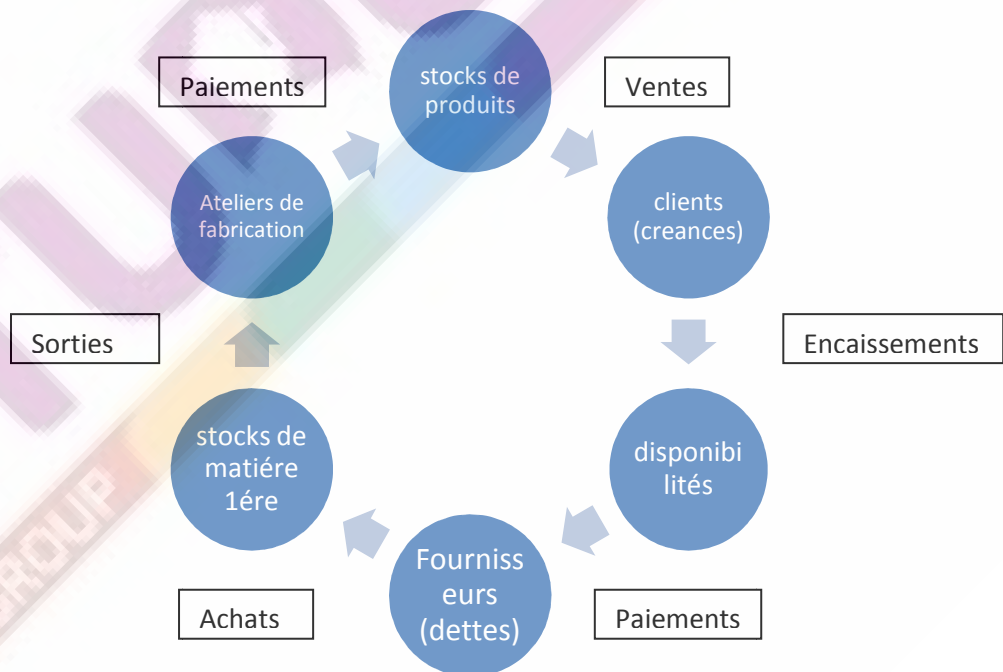 Paiements
stocks de
produits
Ventes
Ateliers de
fabrication
clients
(creances)
Sorties
Encaissements
stocks de
matiére
1ére
disponibi
lités
Fourniss
eurs
(dettes)
Achats
Paiements
GROUP